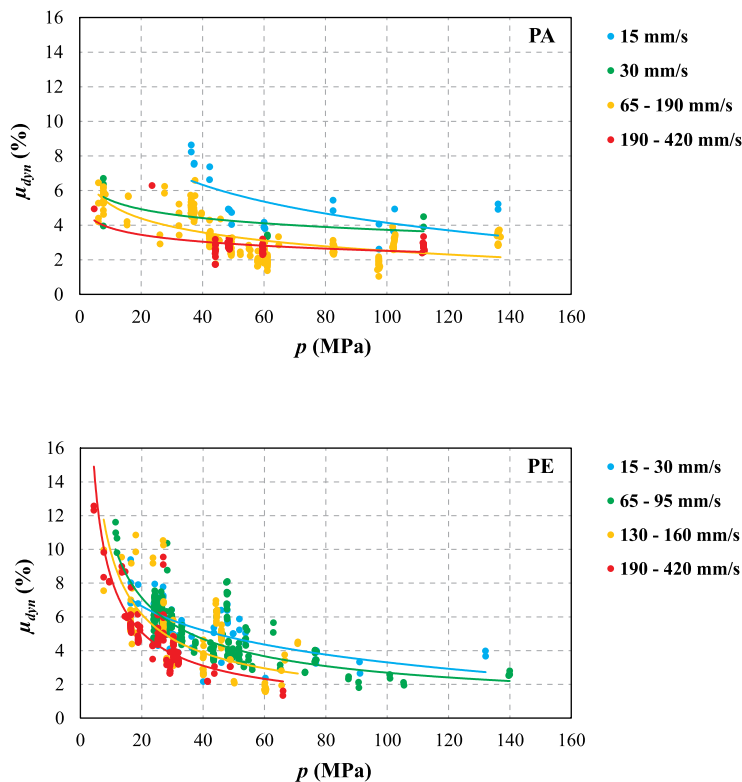 16
14
12
10
8
6
4
2
0
μdyn (%)
PA
0 20 40 60 80 100 120 140 160
p (MPa)
15 mm/s
30 mm/s
65 - 190 mm/s
190 - 420 mm/s
16
14
12
10
8
6
4
2
0
μdyn (%)
PE
0 20 40 60 80 100 120 140 160
p (MPa)
15 - 30 mm/s
65 - 95 mm/s
130 - 160 mm/s
190 - 420 mm/s